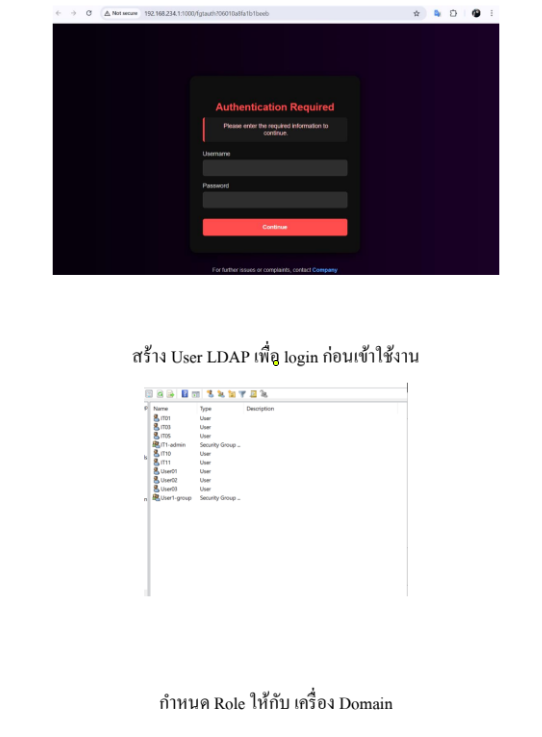 Not secure 192.168.234.1:1000/fgtauth?
Authentication Required
Please enter the required information to
continue.
Username
Password
Continue
For further issues or complaints, contact Company
สร้าง User LDAP เพื่อ login ก่อนเข้าใช้งาน
Name Type Description
IT01 User
IT03 User
IT05 User
IT1-admin Security Group...
IT10 User
IT11 User
User01 User
User02 User
User03 User
User1-group Security Group...
กำหนด Role ให้กับ เครื่อง Domain